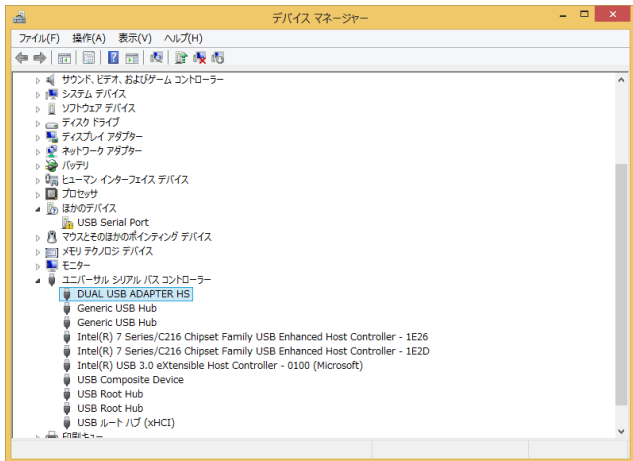 デバイス マネージャー
ファイル(F) 操作(A) 表示(V) ヘルプ(H)
サウンド、ビデオ、およびゲーム コントローラー
システム デバイス
ソフトウェア デバイス
ディスク ドライブ
ディスプレイ アダプター
ネットワーク アダプター
バッテリ
ヒューマン インターフェイス デバイス
プロセッサ
ほかのデバイス
USB Serial Port
マウスとそのほかのポインティング デバイス
メモリ テクノロジ デバイス
モニター
ユニバーサル シリアル バス コントローラー
DUAL USB ADAPTER HS
Generic USB Hub
Generic USB Hub
Intel(R) 7 Series/C216 Chipset Family USB Enhanced Host Controller - 1E26
Intel(R) 7 Series/C216 Chipset Family USB Enhanced Host Controller - 1E2D
Intel(R) USB 3.0 eXtensible Host Controller - 0100 (Microsoft)
USB Composite Device
USB Root Hub
USB Root Hub
USB ルート ハブ (xHCI)
印刷キュー